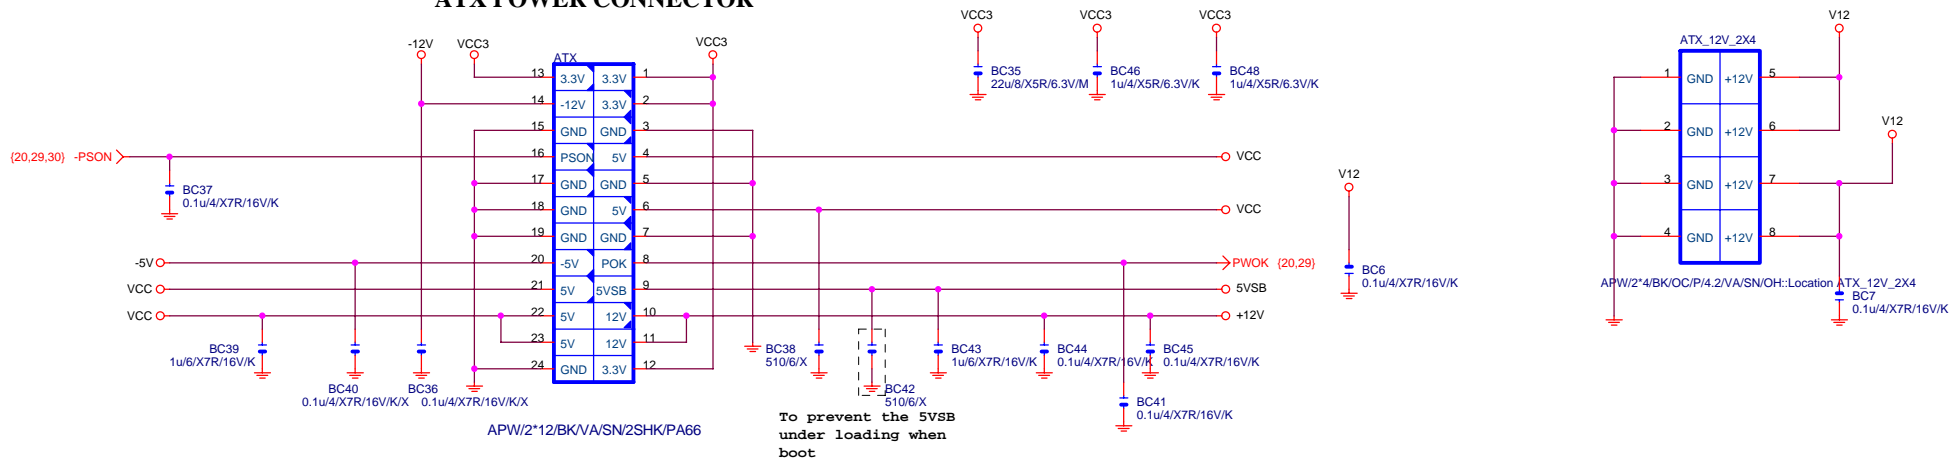 ATX POWER CONNECTOR
VCC3
VCC3
VCC3
V12
-12V
VCC3
VCC3
ATX
ATX_12V_2X4
13 3.3V 3.3V 1
14 -12V 3.3V 2
15 GND GND 3
16 PSON 5V 4
17 GND GND 5
18 GND 5V 6
19 GND GND 7
20 -5V POK 8
21 5V 5VSB 9
22 5V 12V 10
23 5V 12V 11
24 GND 3.3V 12
BC35
22u/8/X5R/6.3V/M
BC46
1u/4/X5R/6.3V/K
BC48
1u/4/X5R/6.3V/K
1 GND +12V 5
2 GND +12V 6
3 GND +12V 7
4 GND +12V 8
V12
{20,29,30} -PSON
BC37
0.1u/4/X7R/16V/K
VCC
VCC
V12
-5V
VCC
VCC
PWOK {20,29}
5VSB
+12V
BC6
0.1u/4/X7R/16V/K
APW/2*4/BK/OC/P/4.2/VA/SN/OH::Location ATX_12V_2X4
BC7
0.1u/4/X7R/16V/K
BC39
1u/6/X7R/16V/K
BC40
0.1u/4/X7R/16V/K/X
BC36
0.1u/4/X7R/16V/K/X
BC38
510/6/X
BC42
510/6/X
BC43
1u/6/X7R/16V/K
BC44
0.1u/4/X7R/16V/K
BC45
0.1u/4/X7R/16V/K
BC41
0.1u/4/X7R/16V/K
APW/2*12/BK/VA/SN/2SHK/PA66
To prevent the 5VSB
under loading when
boot